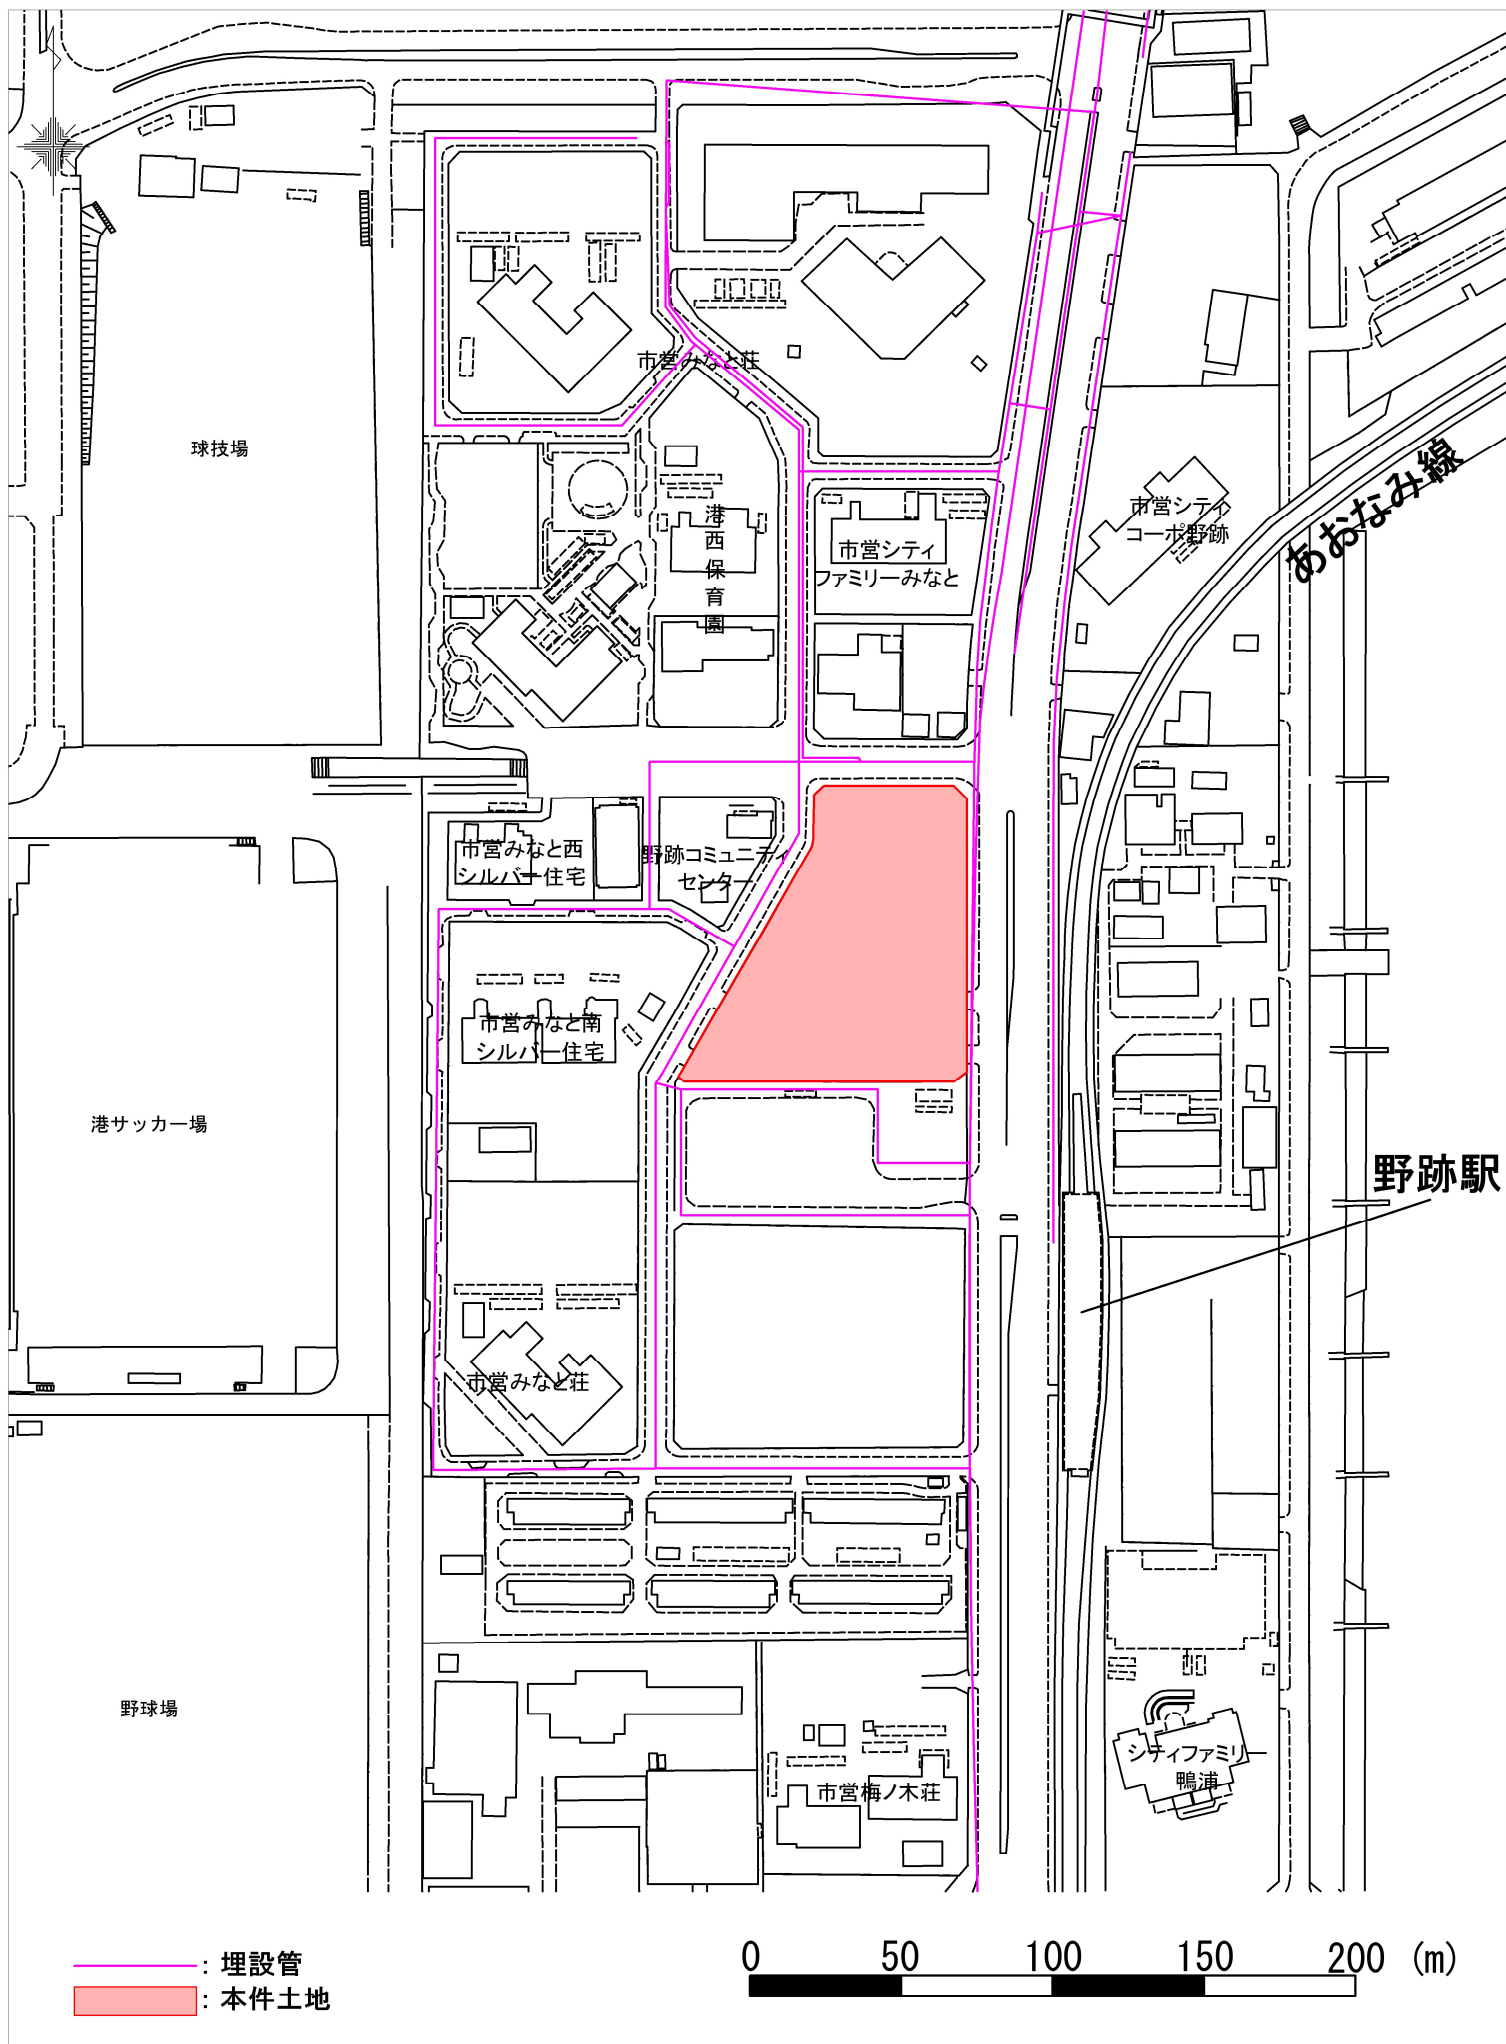 市営みなと荘
球技場
あおなみ線
市営シティ
コーポ野跡
港西保育園
市営シティ
ファミリーみなと
市営みなと西
シルバー住宅
野跡コミュニティ
センター
市営みなと南
シルバー住宅
港サッカー場
野跡駅
市営みなと荘
野球場
シティファミリー
鴨浦
市営梅ノ木荘
0 50 100 150 200 (m)
：埋設管
：本件土地